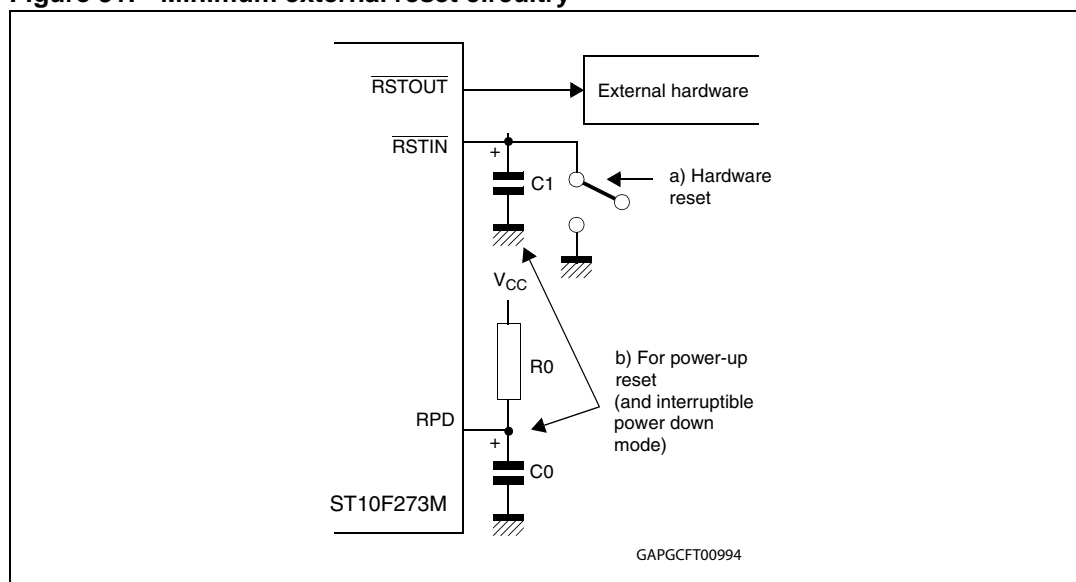 Figure Minimum external reset circuitry
RSTOUT
External hardware
RSTIN
+
C1
a) Hardware
reset
VCC
R0
b) For power-up
reset
(and interruptible
power down
mode)
RPD
+
C0
ST10F273M
GAPGCFT00994